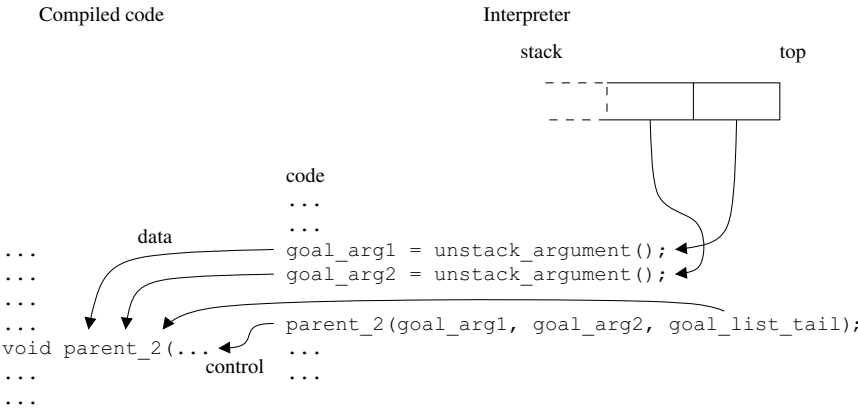 Compiled code
Interpreter
stack
top
code
...
...
data
goal_arg1 = unstack_argument();
goal_arg2 = unstack_argument();
parent_2(goal_arg1, goal_arg2, goal_list_tail);
...
...
...
...
...
...
void parent_2(...
control
...
...